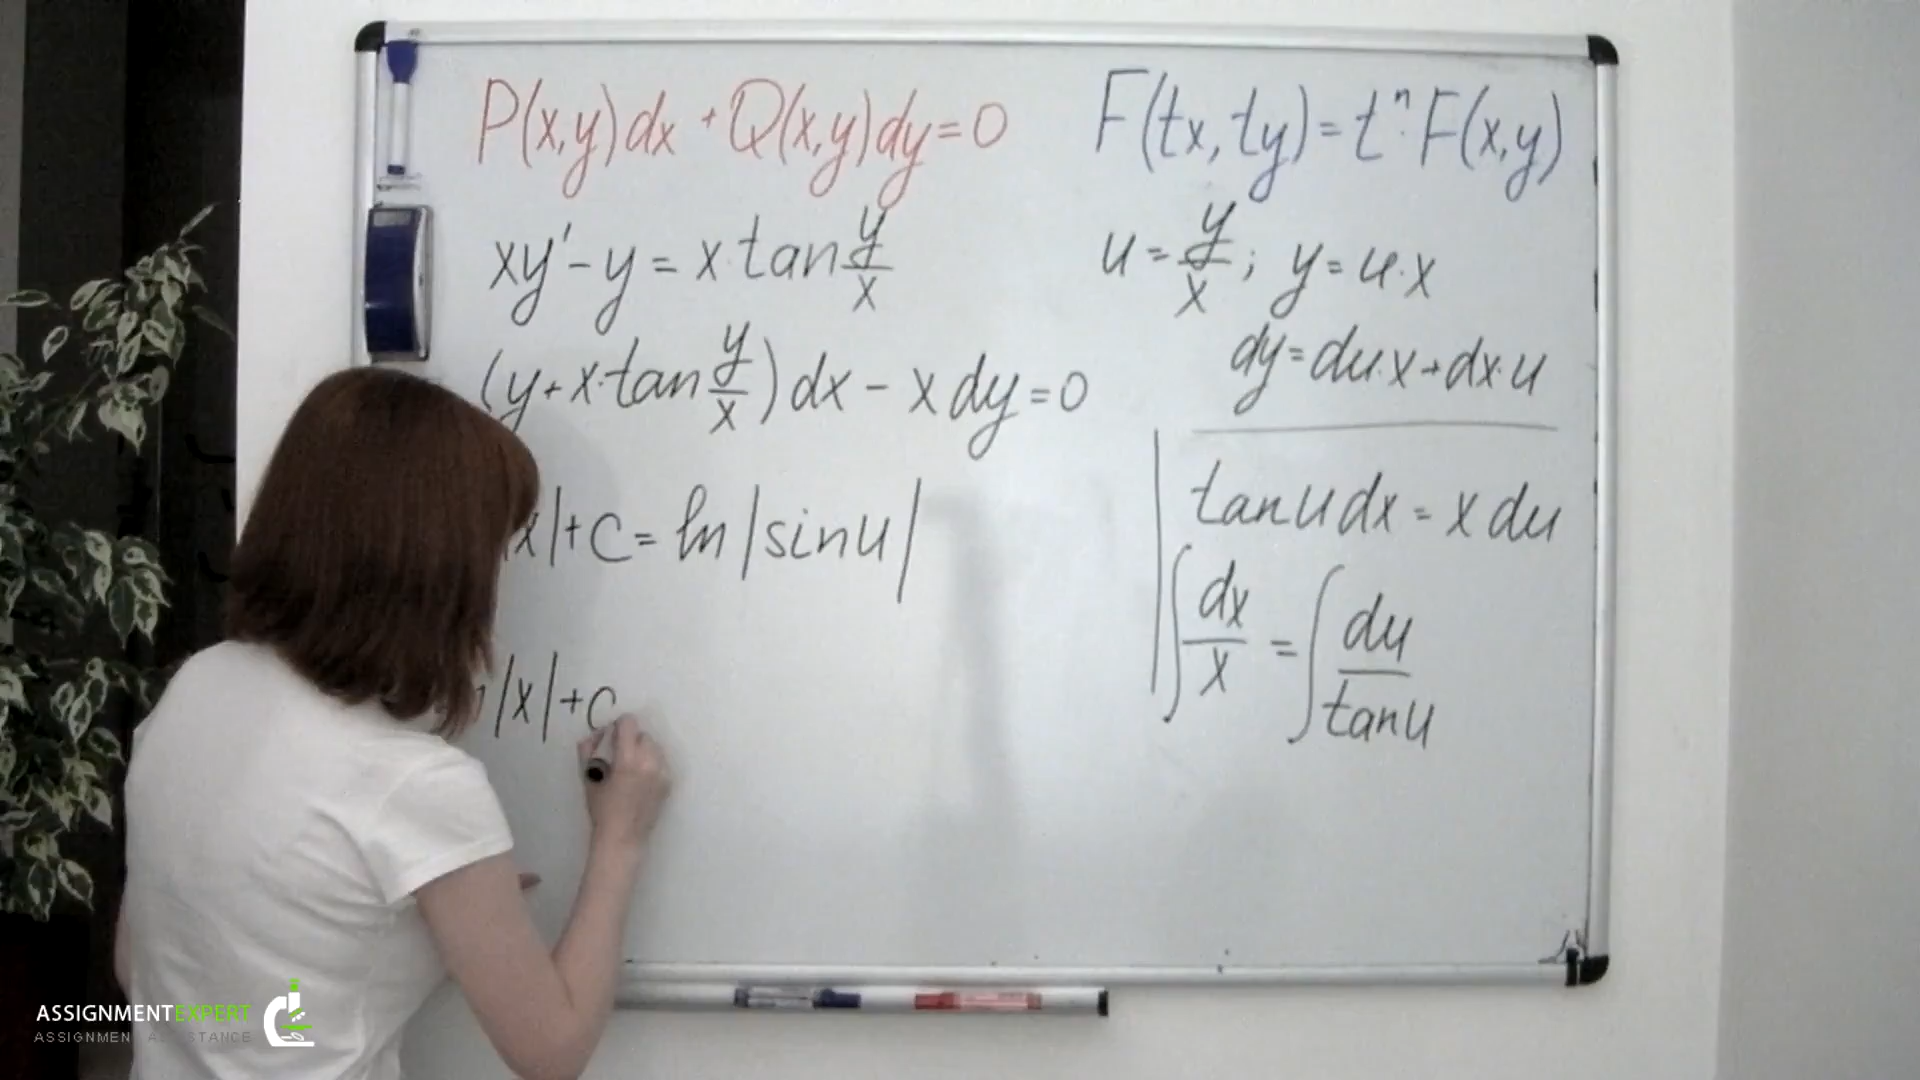 P(x,y)dx + Q(x,y)dy = 0
xy' - y = x·tan y/x
(y + x·tan y/x)dx - x dy = 0
x| + C = ln|sin u|
|x| + C
F(tx, ty) = t^n · F(x,y)
u = y/x ; y = u·x
dy = du·x + dx·u
tan u dx = x du
∫ dx/x = ∫ du/tan u
ASSIGNMENTEXPERT